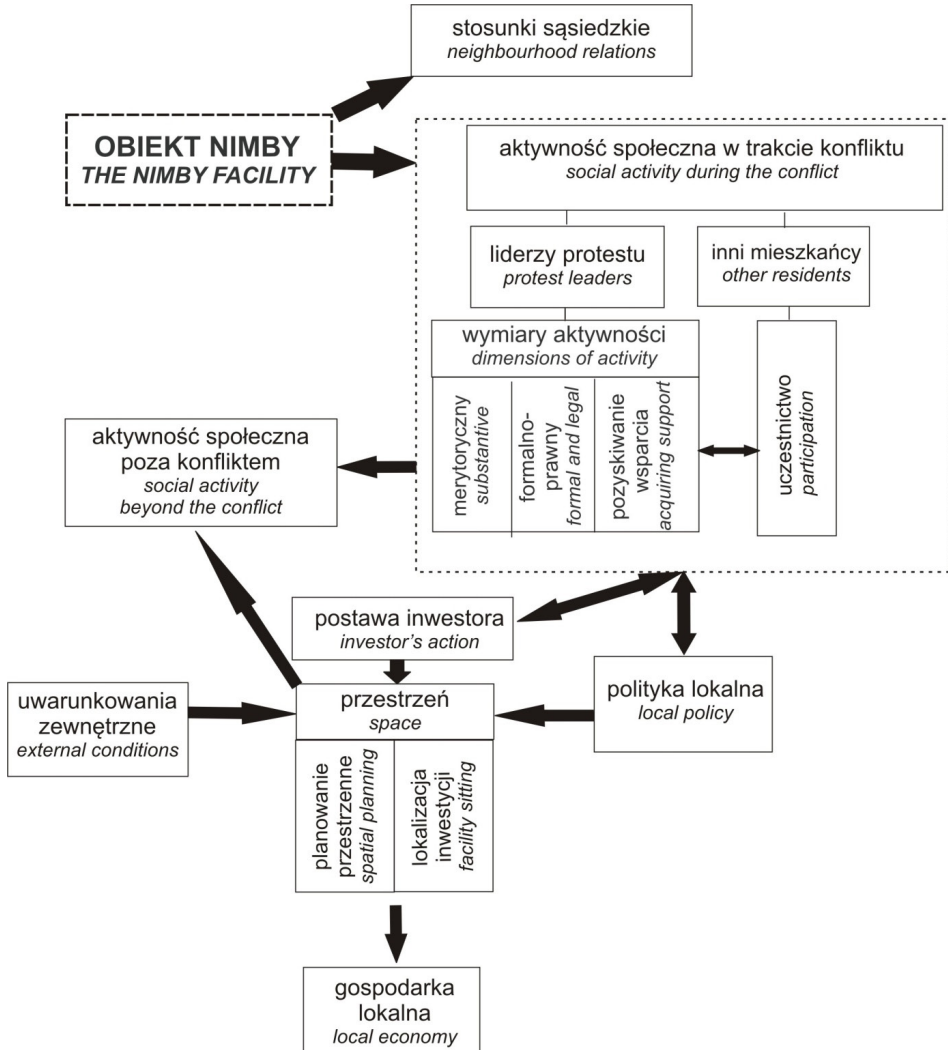 stosunki sąsiedzkie
neighbourhood relations
OBIEKT NIMBY
THE NIMBY FACILITY
aktywność społeczna w trakcie konfliktu
social activity during the conflict
liderzy protestu
protest leaders
inni mieszkańcy
other residents
wymiary aktywności
dimensions of activity
merytoryczny
substantive
formalno-
prawny
formal and legal
pozyskiwanie
wsparcia
acquiring support
uczestnictwo
participation
aktywność społeczna
poza konfliktem
social activity
beyond the conflict
postawa inwestora
investor's action
uwarunkowania
zewnętrzne
external conditions
przestrzeń
space
polityka lokalna
local policy
planowanie
przestrzenne
spatial planning
lokalizacja
inwestycji
facility sitting
gospodarka
lokalna
local economy